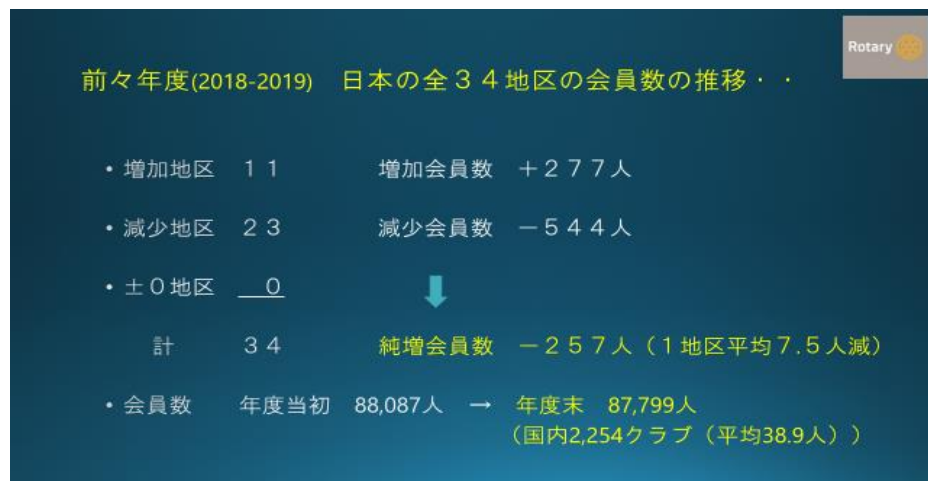 Rotary
前々年度(2018-2019) 日本の全３４地区の会員数の推移・・
• 増加地区 １１ 増加会員数 ＋２７７人
• 減少地区 ２３ 減少会員数 －５４４人
• ±０地区 ０
計 ３４ 純増会員数 －２５７人（１地区平均７.５人減）
• 会員数 年度当初 88,087人 → 年度末 87,799人
（国内2,254クラブ（平均38.9人））